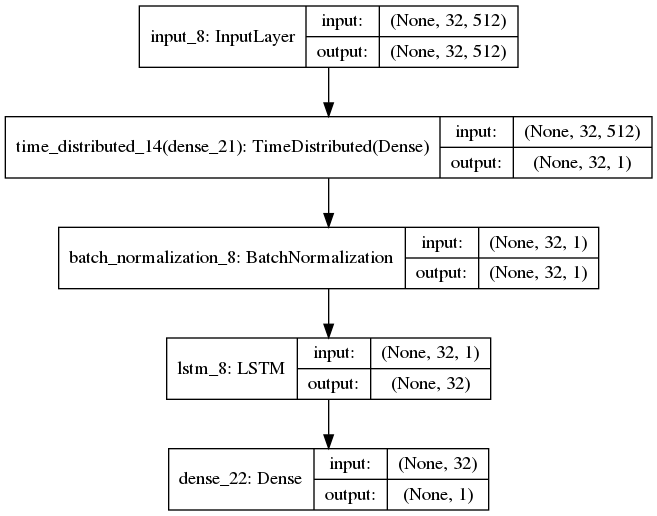 input_8: InputLayer
input: (None, 32, 512)
output: (None, 32, 512)
time_distributed_14(dense_21): TimeDistributed(Dense)
input: (None, 32, 512)
output: (None, 32, 1)
batch_normalization_8: BatchNormalization
input: (None, 32, 1)
output: (None, 32, 1)
lstm_8: LSTM
input: (None, 32, 1)
output: (None, 32)
dense_22: Dense
input: (None, 32)
output: (None, 1)